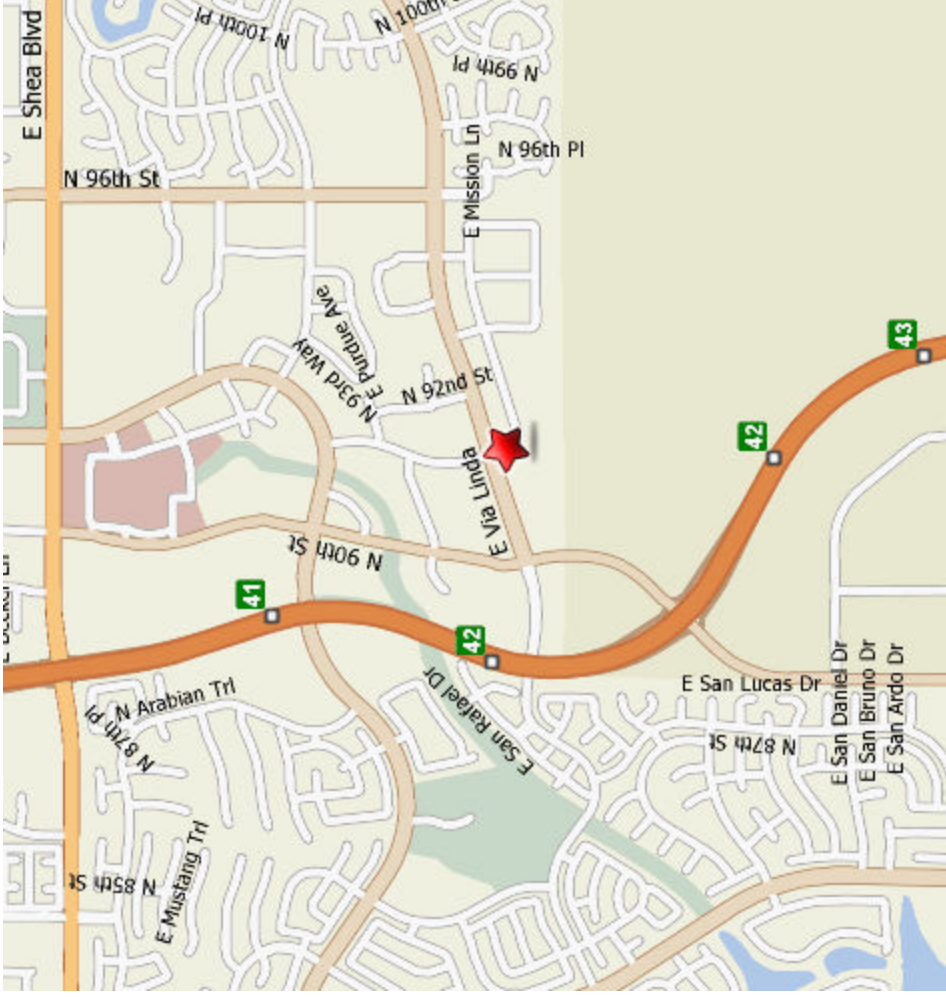 E Shea Blvd
N 100th Pl
N 100th
N 99th Pl
E Mission Ln
N 96th Pl
N 96th St
E Purdue Ave
N 93rd Way
N 92nd St
43
42
E Via Linda
N 90th St
41
42
E San Rafael Dr
N Arabian Trl
N 87th Pl
E San Lucas Dr
E San Daniel Dr
E San Bruno Dr
E San Ardo Dr
N 87th St
E Mustang Trl
N 85th St